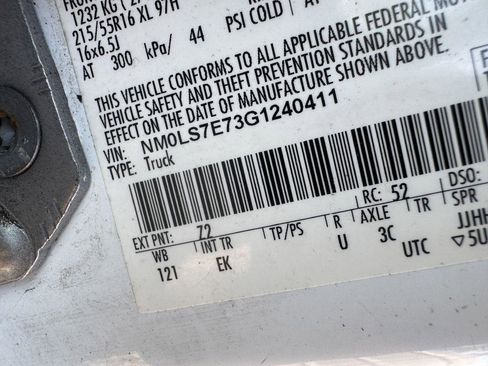 1232 KG
215/55R16 XL 97H
16x6.5J
AT 300 kPa/ 44 PSI COLD / AT
THIS VEHICLE CONFORMS TO ALL APPLICABLE FEDERAL MOTOR
VEHICLE SAFETY AND THEFT PREVENTION STANDARDS IN
EFFECT ON THE DATE OF MANUFACTURE SHOWN ABOVE.
VIN: NM0LS7E73G1240411
TYPE: Truck
EXT PNT: 72 RC: 52 DSO:
WB INT TR TP/PS R AXLE TR SPR
121 EK U 3C UTC